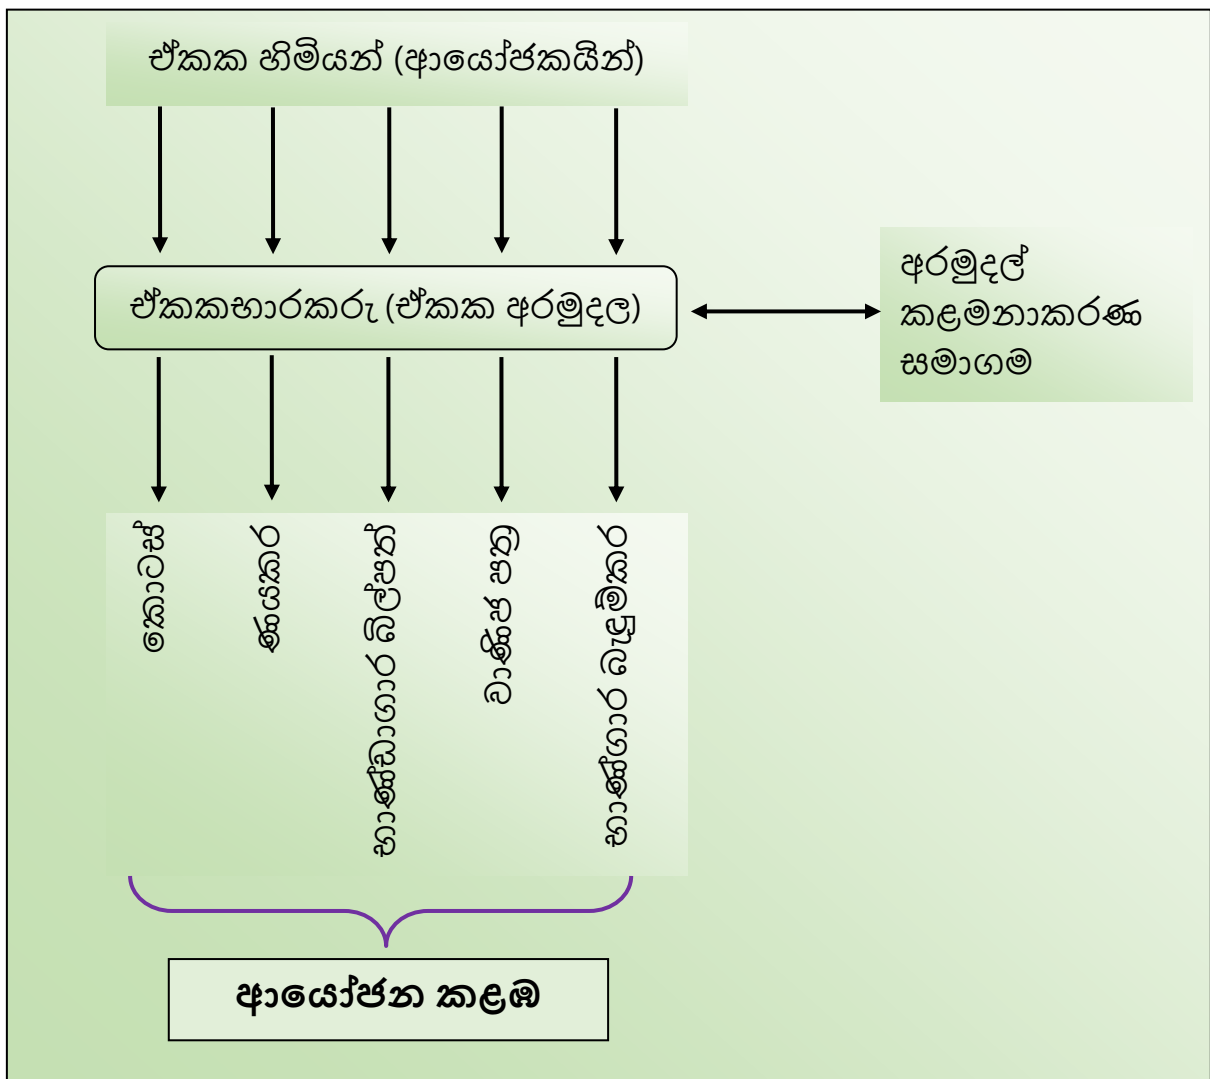 ඒකක හිමියන් (ආයෝජකයින්)
ඒකකභාරකරු (ඒකක අරමුදල)
අරමුදල්
කළමනාකරණ
සමාගම
කොටස්
ණයකර
භාණ්ඩාගාර බිල්පත්
වාණිජ පත්‍ර
භාණ්ගාර බැඳුම්කර
ආයෝජන කළඹ